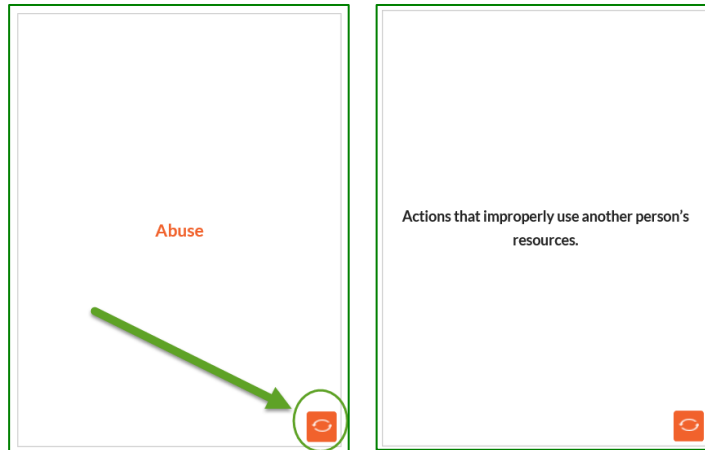 Abuse
Actions that improperly use another person’s
resources.